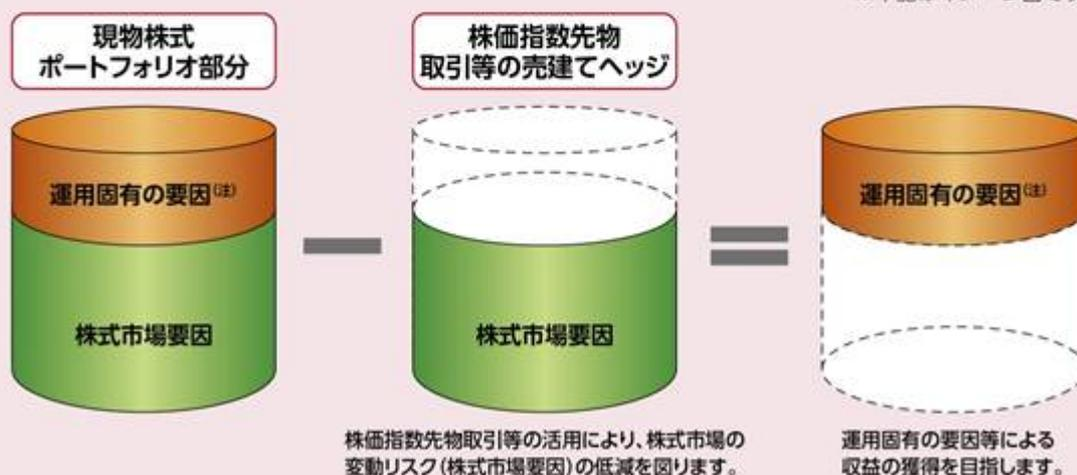 現物株式
ポートフォリオ部分
株価指数先物
取引等の売建てヘッジ
運用固有の要因(注)
運用固有の要因(注)
株式市場要因
株式市場要因
株価指数先物取引等の活用により、株式市場の
変動リスク(株式市場要因)の低減を図ります。
運用固有の要因等による
収益の獲得を目指します。